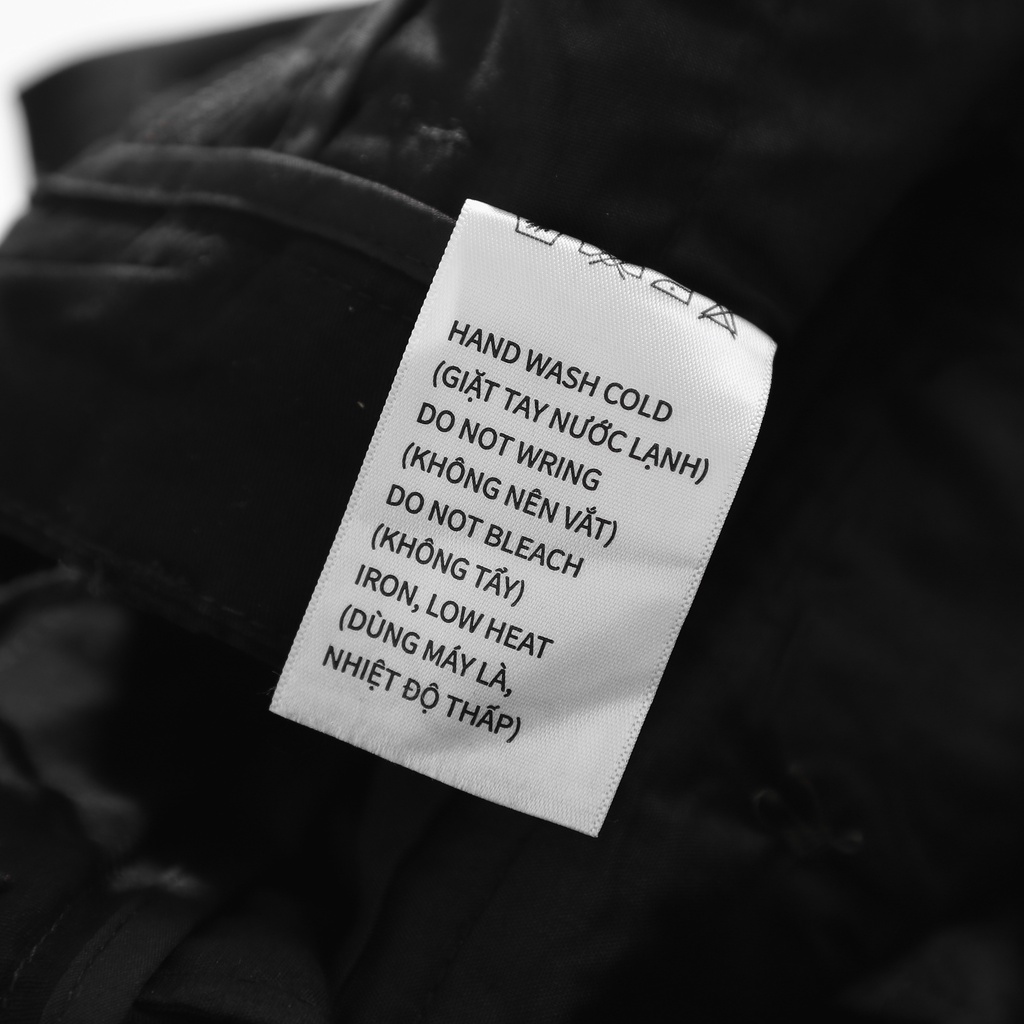 HAND WASH COLD
(GIẶT TAY NƯỚC LẠNH)
DO NOT WRING
(KHÔNG NÊN VẮT)
DO NOT BLEACH
(KHÔNG TẨY)
IRON, LOW HEAT
(DÙNG MÁY LÀ,
NHIỆT ĐỘ THẤP)